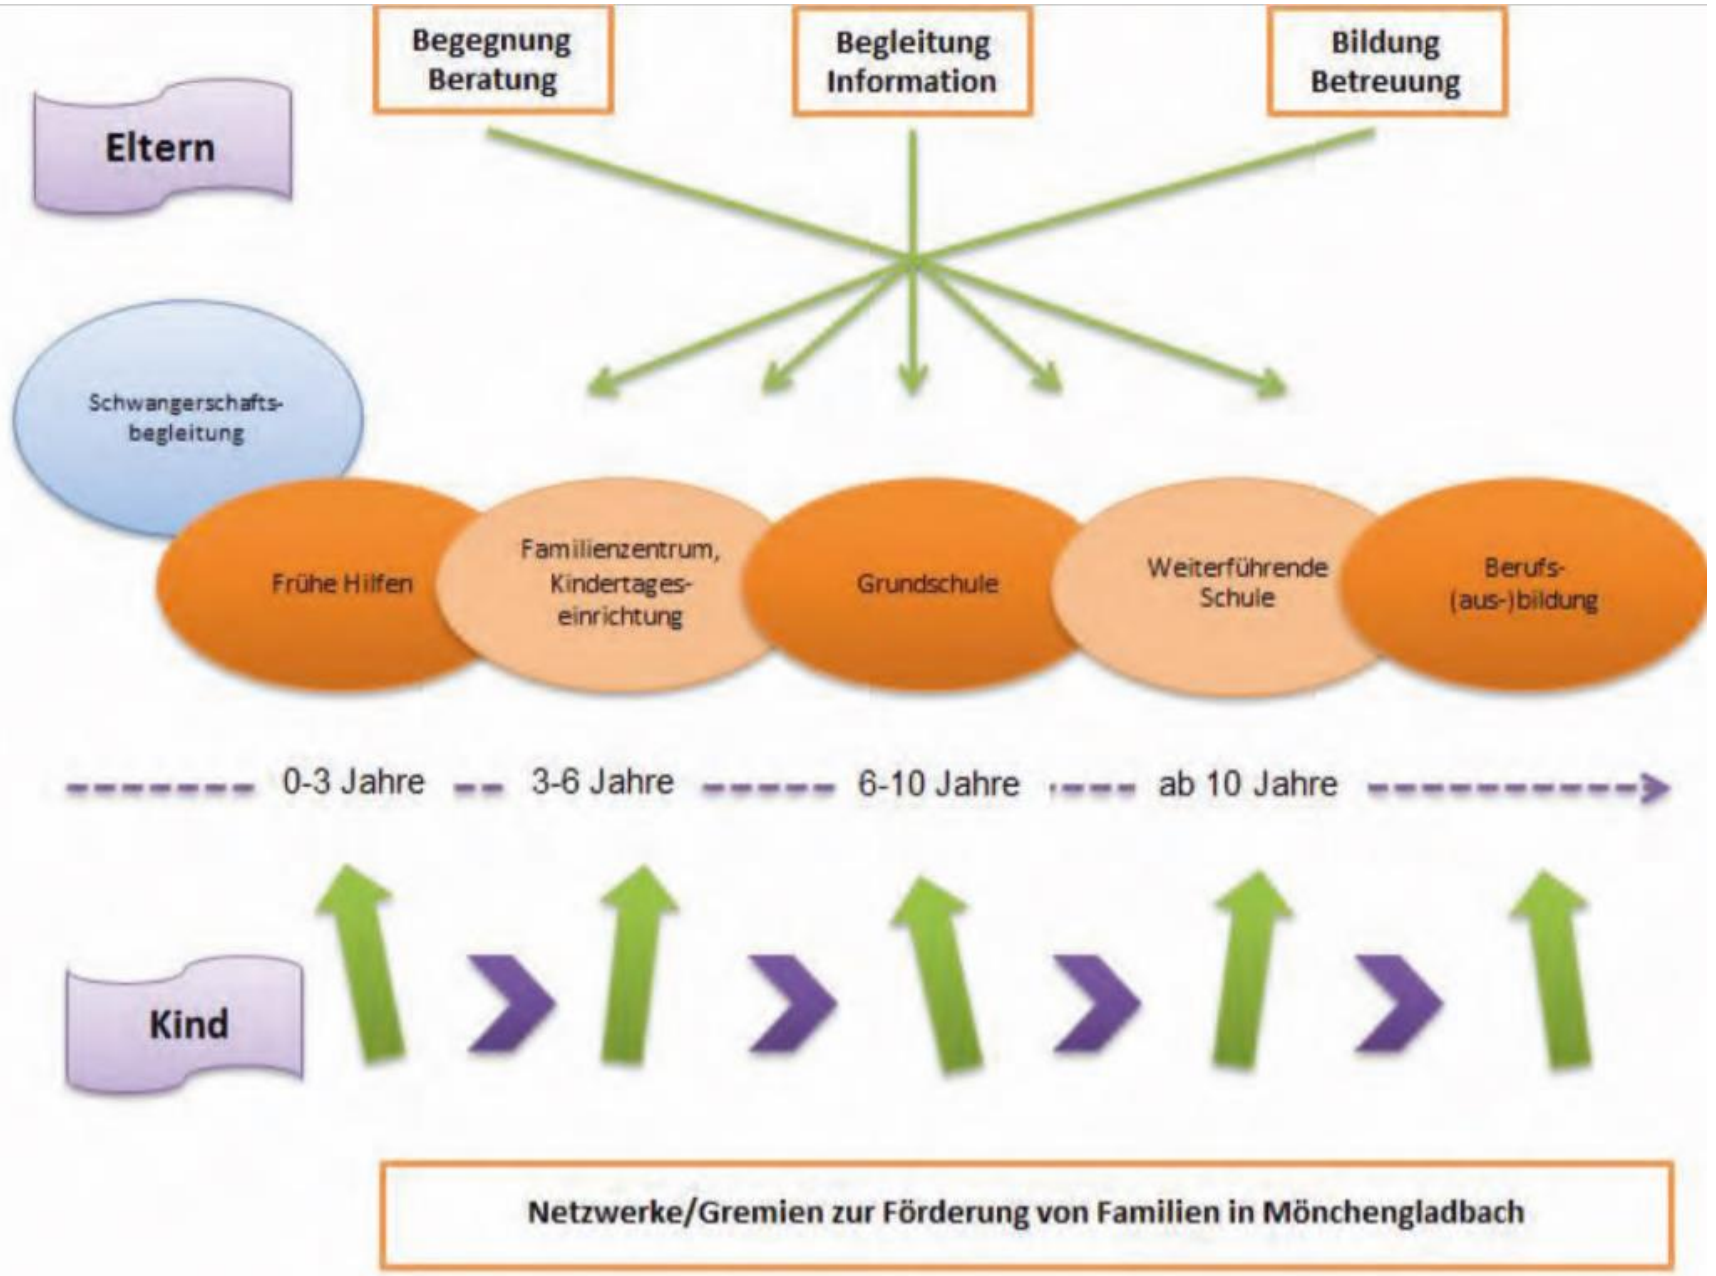 Begegnung
Beratung
Begleitung
Information
Bildung
Betreuung
Eltern
Schwangerschafts-
begleitung
Frühe Hilfen
Familienzentrum,
Kindertages-
einrichtung
Grundschule
Weiterführende
Schule
Berufs-
(aus-)bildung
0-3 Jahre
3-6 Jahre
6-10 Jahre
ab 10 Jahre
Kind
Netzwerke/Gremien zur Förderung von Familien in Mönchengladbach